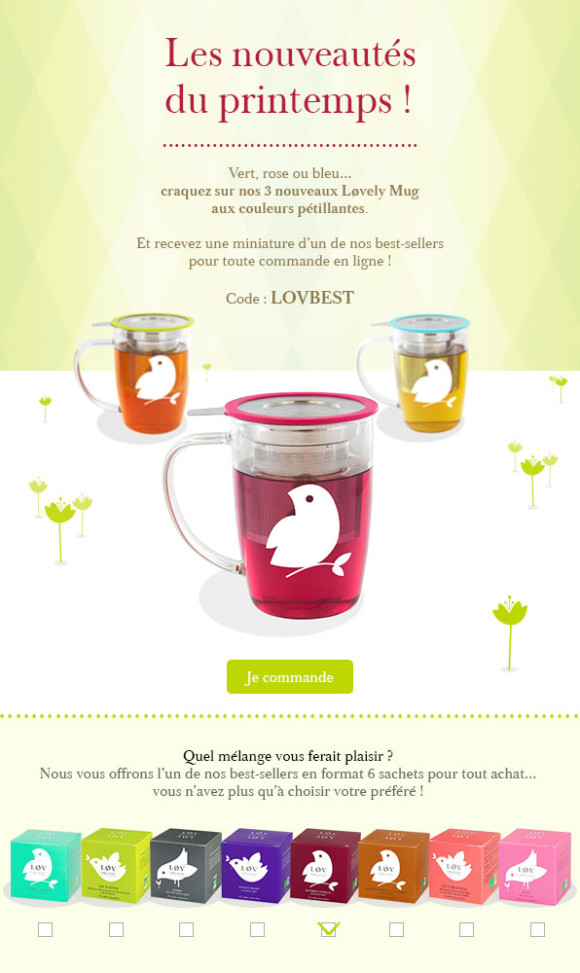 Les nouveautés
du printemps !
Vert, rose ou bleu...
craquez sur nos 3 nouveaux Løvely Mug
aux couleurs pétillantes.
Et recevez une miniature d'un de nos best-sellers
pour toute commande en ligne !
Code : LOVBEST
Je commande
Quel mélange vous ferait plaisir ?
Nous vous offrons l'un de nos best-sellers en format 6 sachets pour tout achat...
vous n'avez plus qu'à choisir votre préféré !
LØV
LØV
LØV
LØV
LØV
LØV
LØV
LØV